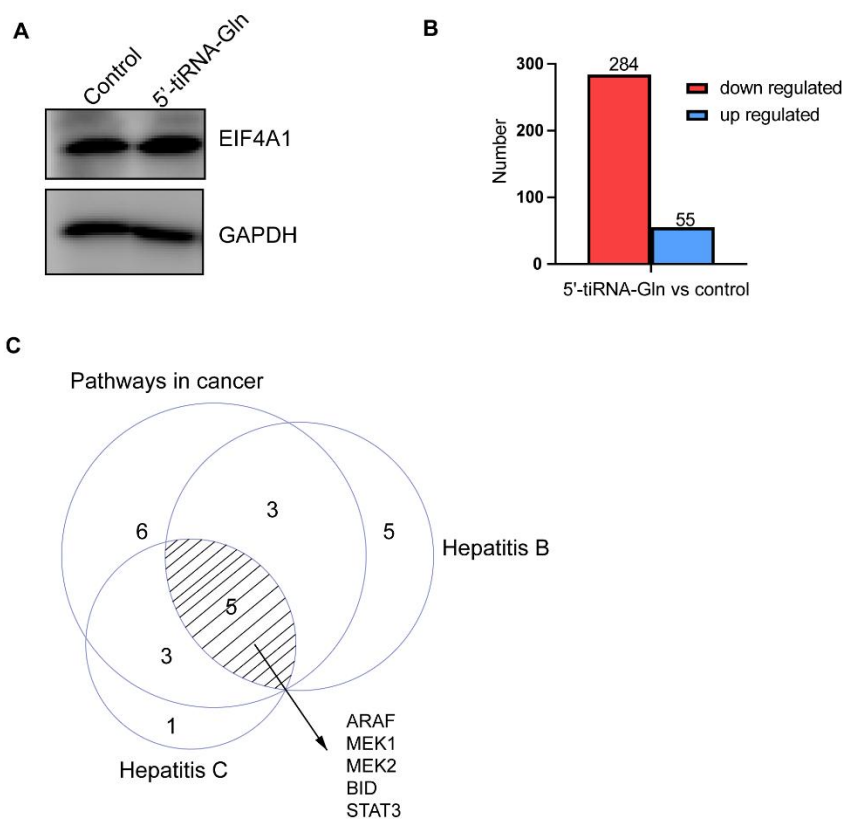 A
Control
5'-tiRNA-Gln
EIF4A1
GAPDH
B
300
200
100
0
Number
284
55
down regulated
up regulated
5'-tiRNA-Gln vs control
C
Pathways in cancer
3
6
5
Hepatitis B
5
3
1
Hepatitis C
ARAF
MEK1
MEK2
BID
STAT3